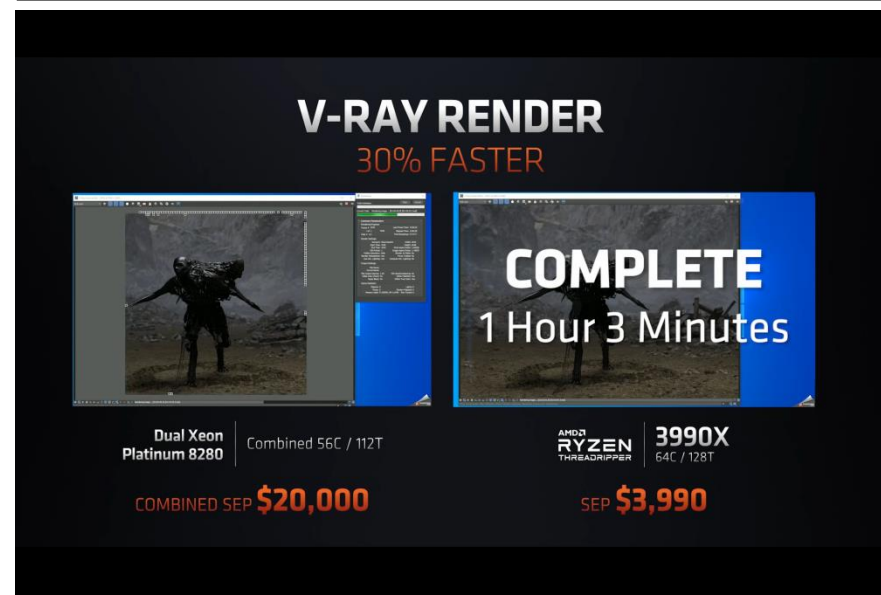 V-RAY RENDER
30% FASTER
COMPLETE
1 Hour 3 Minutes
Dual Xeon
Platinum 8280
Combined 56C / 112T
AMD
RYZEN
THREADRIPPER
3990X
64C / 128T
COMBINED SEP $20,000
SEP $3,990